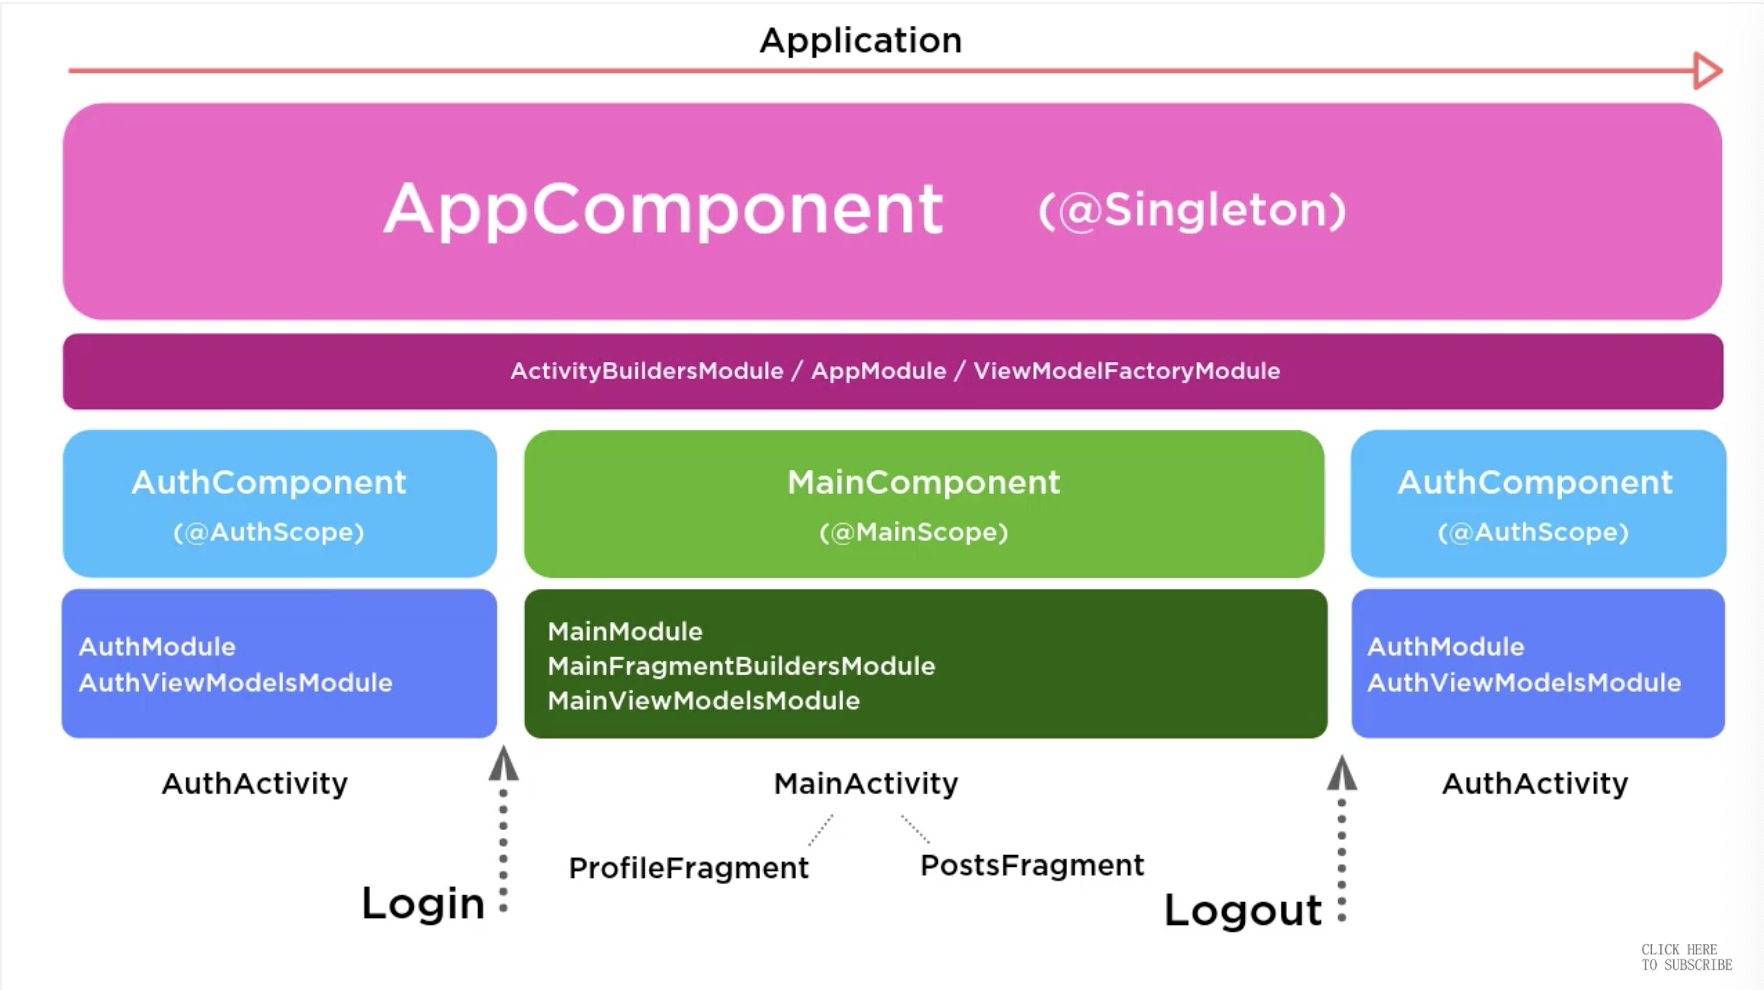 Application
AppComponent (@Singleton)
ActivityBuildersModule / AppModule / ViewModelFactoryModule
AuthComponent
(@AuthScope)
MainComponent
(@MainScope)
AuthComponent
(@AuthScope)
AuthModule
AuthViewModelsModule
MainModule
MainFragmentBuildersModule
MainViewModelsModule
AuthModule
AuthViewModelsModule
AuthActivity
MainActivity
AuthActivity
ProfileFragment
PostsFragment
Login
Logout
CLICK HERE
TO SUBSCRIBE